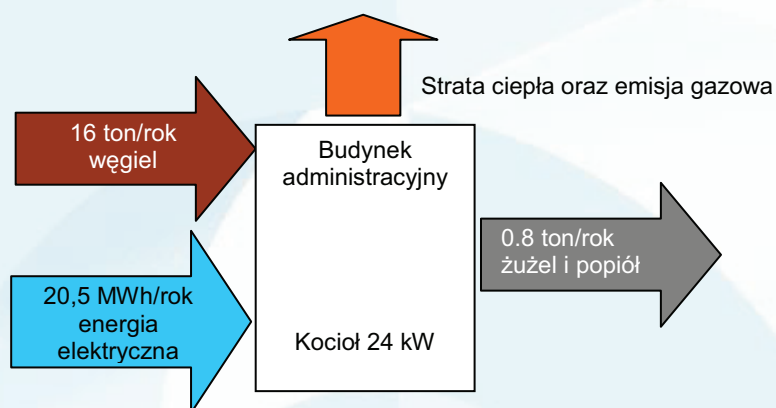 Strata ciepła oraz emisja gazowa
16 ton/rok
węgiel
Budynek
administracyjny
0.8 ton/rok
żużel i popiół
20,5 MWh/rok
energia
elektryczna
Kocioł 24 kW